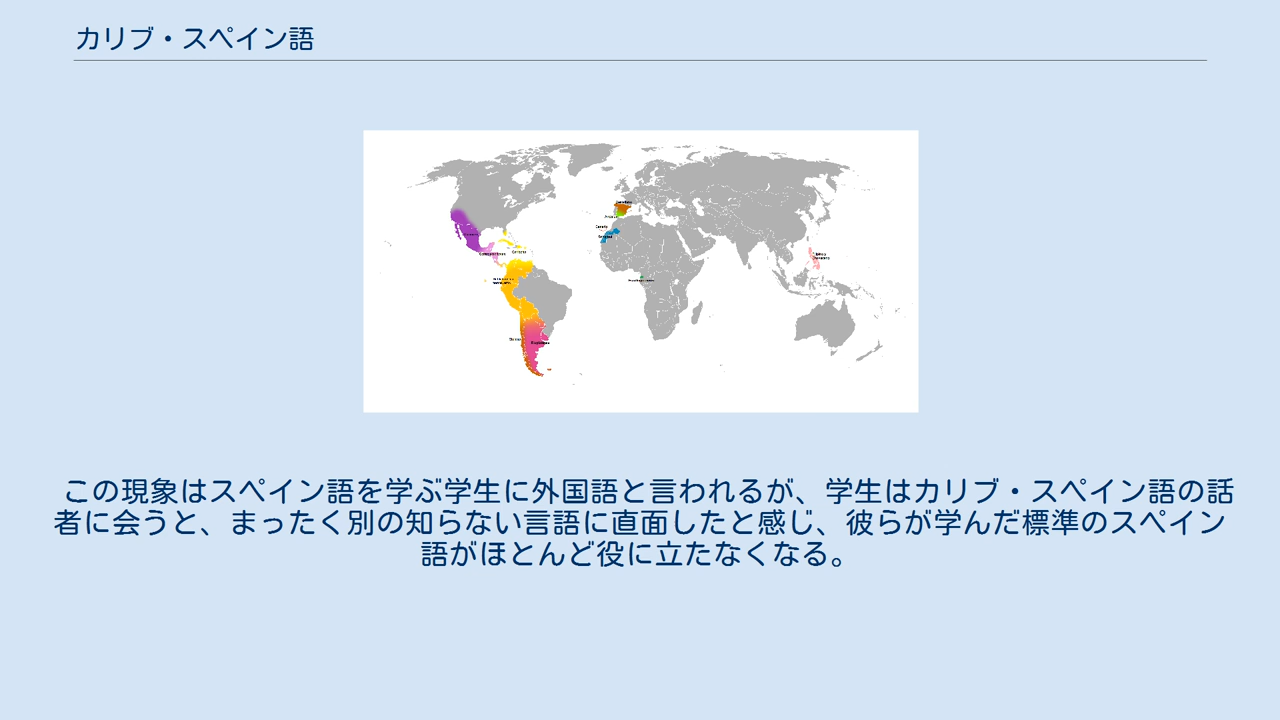 カリブ・スペイン語
この現象はスペイン語を学ぶ学生に外国語と言われるが、学生はカリブ・スペイン語の話
者に会うと、まったく別の知らない言語に直面したと感じ、彼らが学んだ標準のスペイン
語がほとんど役に立たなくなる。